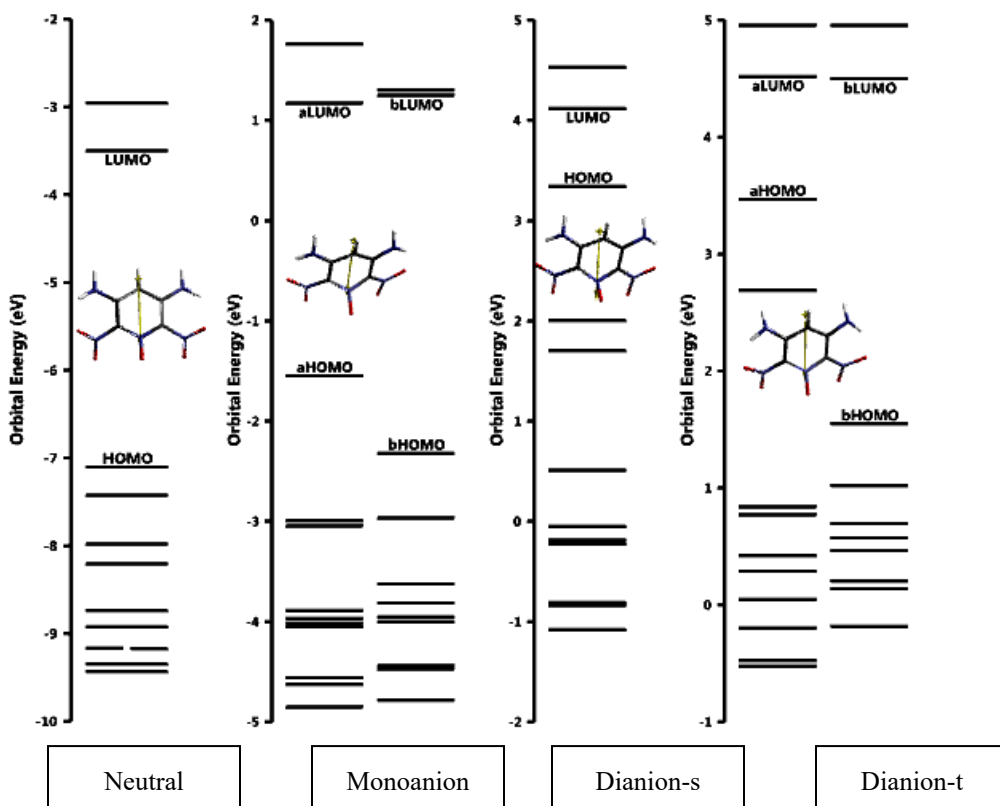 -2
-3
-4
-5
-6
-7
-8
-9
-10
Orbital Energy (eV)
LUMO
HOMO
2
1
0
-1
-2
-3
-4
-5
Orbital Energy (eV)
aLUMO
bLUMO
aHOMO
bHOMO
5
4
3
2
1
0
-1
-2
Orbital Energy (eV)
LUMO
HOMO
5
4
3
2
1
0
-1
Orbital Energy (eV)
aLUMO
bLUMO
aHOMO
bHOMO
Neutral
Monoanion
Dianion-s
Dianion-t